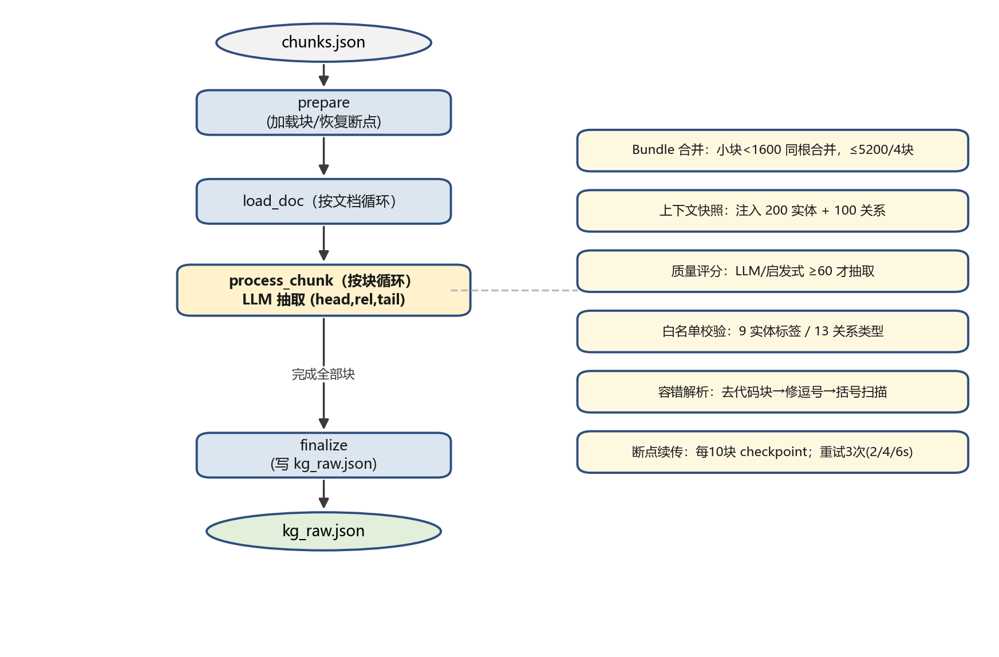 chunks.json
prepare
(加载块/恢复断点)
load_doc（按文档循环）
process_chunk（按块循环）
LLM 抽取 (head,rel,tail)
完成全部块
finalize
(写 kg_raw.json)
kg_raw.json
Bundle 合并：小块<1600 同根合并，≤5200/4块
上下文快照：注入 200 实体 + 100 关系
质量评分：LLM/启发式 ≥60 才抽取
白名单校验：9 实体标签 / 13 关系类型
容错解析：去代码块→修逗号→括号扫描
断点续传：每10块 checkpoint；重试3次(2/4/6s)